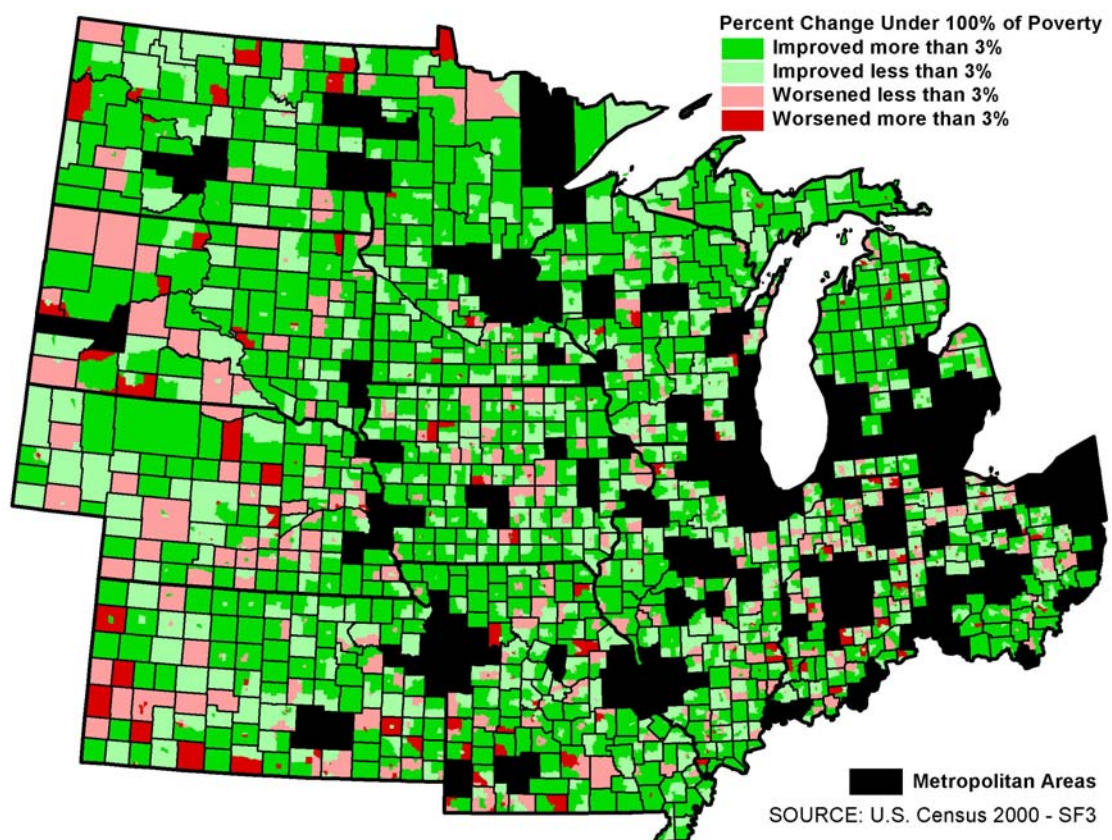 Percent Change Under 100% of Poverty
Improved more than 3%
Improved less than 3%
Worsened less than 3%
Worsened more than 3%
Metropolitan Areas
SOURCE: U.S. Census 2000 - SF3